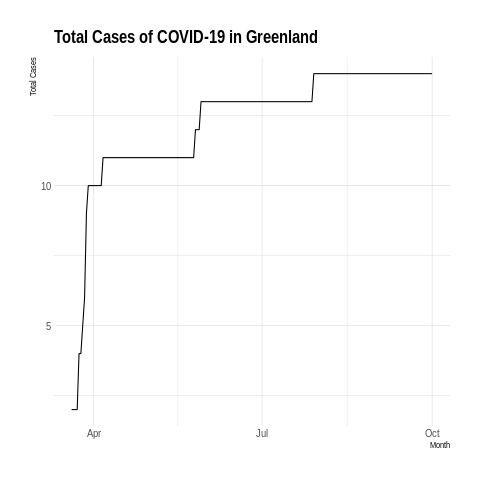 Total Cases of COVID-19 in Greenland
Total Cases
10
5
Apr Jul Oct
Month